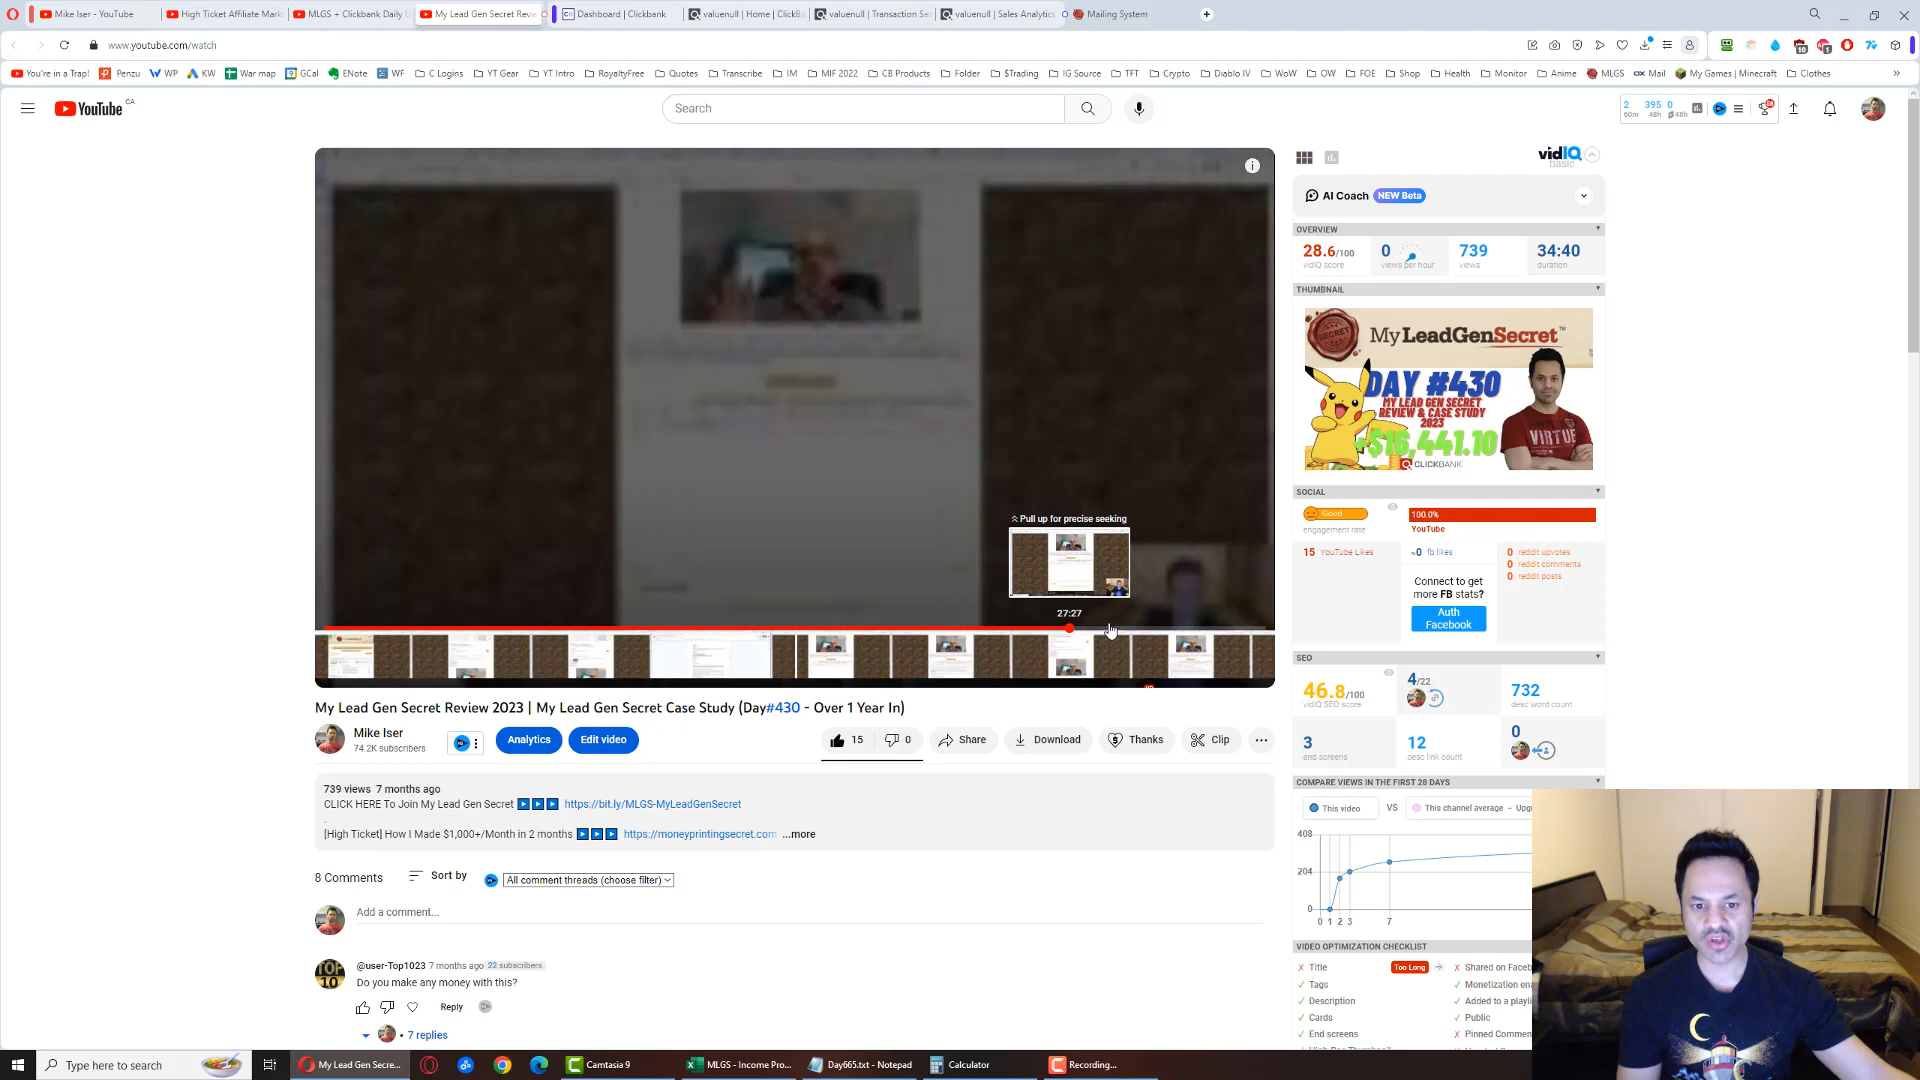 Mike Iser - YouTube
High Ticket Affiliate Mark
MLGS + Clickbank Daily U
My Lead Gen Secret Revie
Dashboard | Clickbank
valuenull | Home | ClickBa
valuenull | Transaction Se
valuenull | Sales Analytics
Mailing System
www.youtube.com/watch
You're in a Trap!
Penzu
WP
KW
War map
GCal
ENote
WF
C Logins
YT Gear
YT Intro
RoyaltyFree
Quotes
Transcribe
IM
MIF 2022
CB Products
Folder
$Trading
IG Source
TFT
Crypto
Diablo IV
WoW
OW
FOE
Shop
Health
Monitor
Anime
MLGS
Mail
My Games | Minecraft
Clothes
YouTube CA
Search
2 60m
395 48h
0 48h
vidIQ
basic
AI Coach NEW Beta
OVERVIEW
28.6/100
vidIQ score
0
views per hour
739
views
34:40
duration
THUMBNAIL
SECRET
MyLeadGenSecret™
DAY #430
MY LEAD GEN SECRET
REVIEW & CASE STUDY
2023
+$16,441.10
CLICKBANK
VIRTUE
Pull up for precise seeking
27:27
SOCIAL
Good
engagement rate
100.0%
YouTube
15 YouTube Likes
≈0 fb likes
Connect to get
more FB stats?
Auth
Facebook
0 reddit upvotes
0 reddit comments
0 reddit posts
SEO
46.8/100
vidIQ SEO score
4/22
732
desc word count
3
end screens
12
desc link count
0
COMPARE VIEWS IN THE FIRST 28 DAYS
This video
VS
This channel average – Upg
408
204
0
0 1 2 3 7
VIDEO OPTIMIZATION CHECKLIST
Title
Too Long
Tags
Description
Cards
End screens
Shared on Faceb
Monetization ena
Added to a playli
Public
Pinned Commen
My Lead Gen Secret Review 2023 | My Lead Gen Secret Case Study (Day#430 - Over 1 Year In)
Mike Iser
74.2K subscribers
Analytics
Edit video
15
0
Share
Download
Thanks
Clip
739 views 7 months ago
CLICK HERE To Join My Lead Gen Secret https://bit.ly/MLGS-MyLeadGenSecret
.
[High Ticket] How I Made $1,000+/Month in 2 months https://moneyprintingsecret.com ...more
8 Comments
Sort by
All comment threads (choose filter)
Add a comment...
TOP 10
@user-Top1023 7 months ago 22 subscribers
Do you make any money with this?
Reply
7 replies
Type here to search
My Lead Gen Secre...
Camtasia 9
MLGS - Income Pro...
Day665.txt - Notepad
Calculator
Recording...